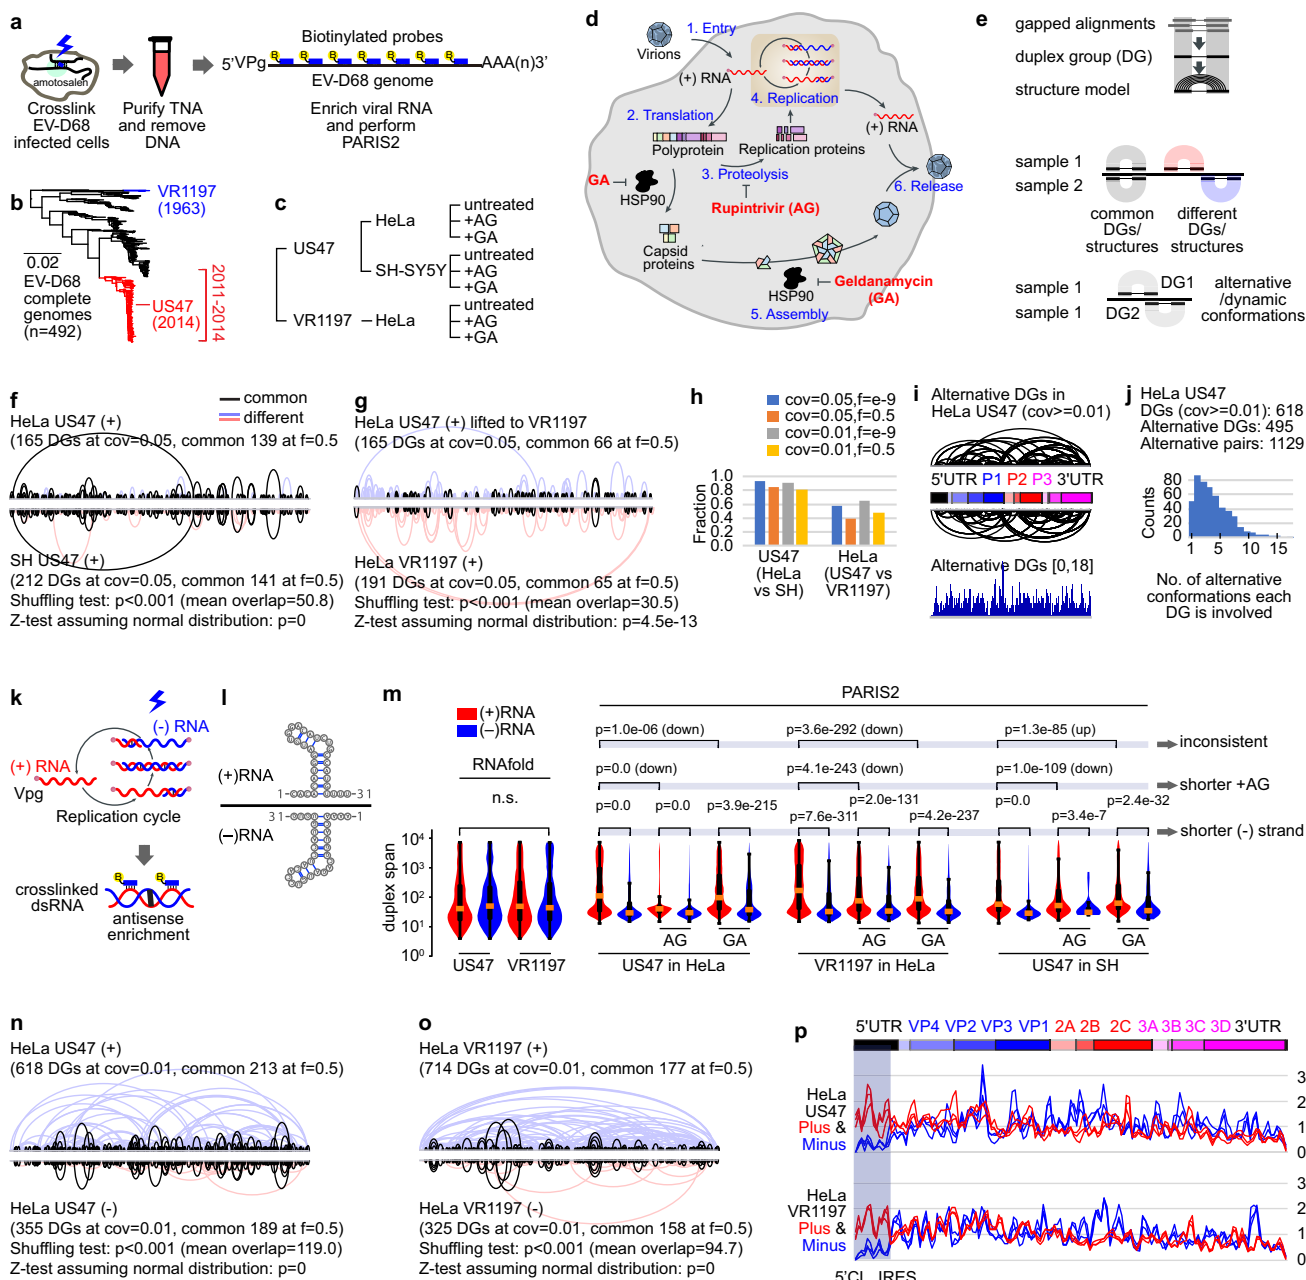 a
amotosalen
Crosslink
EV-D68
infected cells
Purify TNA
and remove
DNA
Biotinylated probes
B B B B B B B
5'VPg
AAA(n)3'
EV-D68 genome
Enrich viral RNA
and perform
PARIS2
b
VR1197
(1963)
0.02
EV-D68
complete
genomes
(n=492)
US47
(2014)
2011-2014
c
US47
VR1197
HeLa
SH-SY5Y
HeLa
untreated
+AG
+GA
untreated
+AG
+GA
untreated
+AG
+GA
d
Virions
1. Entry
(+) RNA
4. Replication
2. Translation
Polyprotein
Replication proteins
(+) RNA
3. Proteolysis
GA
HSP90
Rupintrivir (AG)
6. Release
Capsid
proteins
HSP90
Geldanamycin
(GA)
5. Assembly
e
gapped alignments
duplex group (DG)
structure model
sample 1
sample 2
common
DGs/
structures
different
DGs/
structures
sample 1
sample 1
DG1
DG2
alternative
/dynamic
conformations
f
common
different
HeLa US47 (+)
(165 DGs at cov=0.05, common 139 at f=0.5
SH US47 (+)
(212 DGs at cov=0.05, common 141 at f=0.5)
Shuffling test: p<0.001 (mean overlap=50.8)
Z-test assuming normal distribution: p=0
g
HeLa US47 (+) lifted to VR1197
(165 DGs at cov=0.05, common 66 at f=0.5)
HeLa VR1197 (+)
(191 DGs at cov=0.05, common 65 at f=0.5)
Shuffling test: p<0.001 (mean overlap=30.5)
Z-test assuming normal distribution: p=4.5e-13
h
cov=0.05,f=e-9
cov=0.05,f=0.5
cov=0.01,f=e-9
cov=0.01,f=0.5
Fraction
1.0
0.8
0.6
0.4
0.2
0.0
US47
(HeLa
vs SH)
HeLa
(US47 vs
VR1197)
i
Alternative DGs in
HeLa US47 (cov>=0.01)
5'UTR P1 P2 P3 3'UTR
Alternative DGs [0,18]
j
HeLa US47
DGs (cov>=0.01): 618
Alternative DGs: 495
Alternative pairs: 1129
Counts
80
60
40
20
0
1 5 10 15
No. of alternative
conformations each
DG is involved
k
(-) RNA
(+) RNA
Vpg
Replication cycle
B B
crosslinked
dsRNA
antisense
enrichment
l
(+)RNA
1
31
(−)RNA
31
1
m
(+)RNA
(−)RNA
PARIS2
RNAfold
n.s.
p=1.0e-06 (down)
p=3.6e-292 (down)
p=1.3e-85 (up)
inconsistent
p=0.0 (down)
p=4.1e-243 (down)
p=1.0e-109 (down)
shorter +AG
p=0.0
p=0.0
p=3.9e-215
p=7.6e-311
p=2.0e-131
p=4.2e-237
p=0.0
p=3.4e-7
p=2.4e-32
shorter (-) strand
duplex span
10⁴
10³
10²
10¹
10⁰
AG GA AG GA AG GA
US47 VR1197 US47 in HeLa VR1197 in HeLa US47 in SH
n
HeLa US47 (+)
(618 DGs at cov=0.01, common 213 at f=0.5)
HeLa US47 (-)
(355 DGs at cov=0.01, common 189 at f=0.5)
Shuffling test: p<0.001 (mean overlap=119.0)
Z-test assuming normal distribution: p=0
o
HeLa VR1197 (+)
(714 DGs at cov=0.01, common 177 at f=0.5)
HeLa VR1197 (-)
(325 DGs at cov=0.01, common 158 at f=0.5)
Shuffling test: p<0.001 (mean overlap=94.7)
Z-test assuming normal distribution: p=0
p
5'UTR VP4 VP2 VP3 VP1 2A 2B 2C 3A 3B 3C 3D 3'UTR
HeLa
US47
Plus &
Minus
3
2
1
0
HeLa
VR1197
Plus &
Minus
3
2
1
0
5'CL IRES